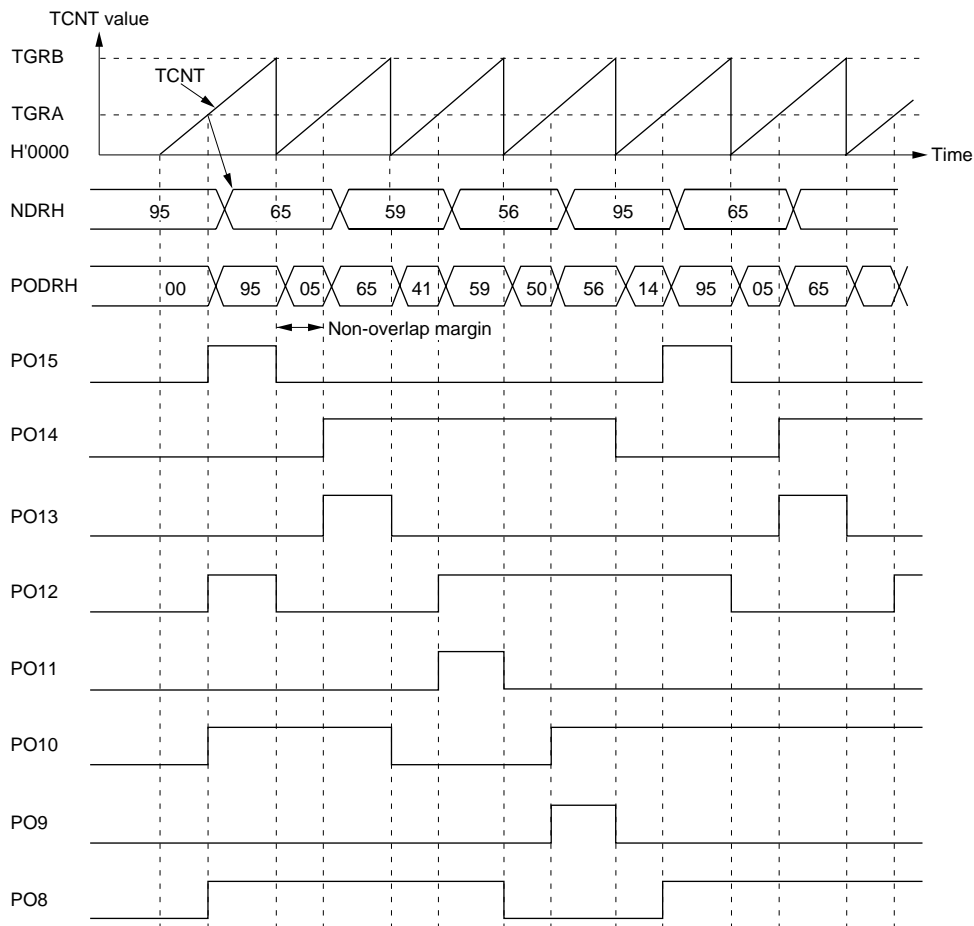 TCNT value
TGRB
TCNT
TGRA
H'0000
Time
NDRH 95 65 59 56 95 65
PODRH 00 95 05 65 41 59 50 56 14 95 05 65
Non-overlap margin
PO15
PO14
PO13
PO12
PO11
PO10
PO9
PO8